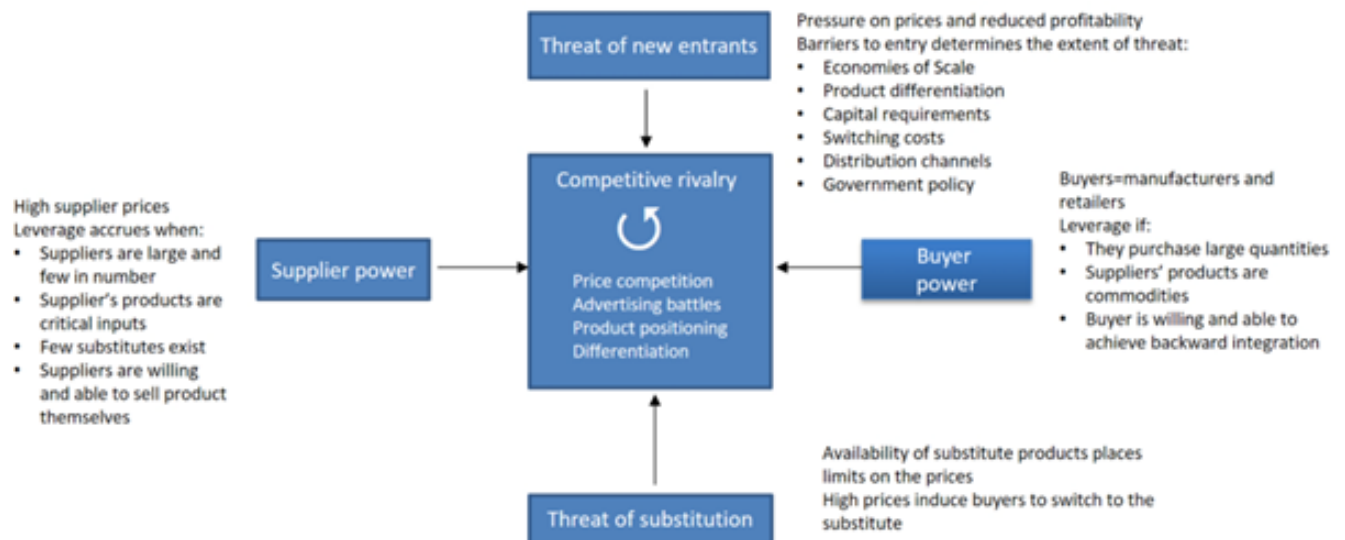 Threat of new entrants
Pressure on prices and reduced profitability
Barriers to entry determines the extent of threat:
• Economies of Scale
• Product differentiation
• Capital requirements
• Switching costs
• Distribution channels
• Government policy
High supplier prices
Leverage accrues when:
• Suppliers are large and
few in number
• Supplier's products are
critical inputs
• Few substitutes exist
• Suppliers are willing
and able to sell product
themselves
Supplier power
Competitive rivalry
Price competition
Advertising battles
Product positioning
Differentiation
Buyer
power
Buyers=manufacturers and
retailers
Leverage if:
• They purchase large quantities
• Suppliers' products are
commodities
• Buyer is willing and able to
achieve backward integration
Threat of substitution
Availability of substitute products places
limits on the prices
High prices induce buyers to switch to the
substitute